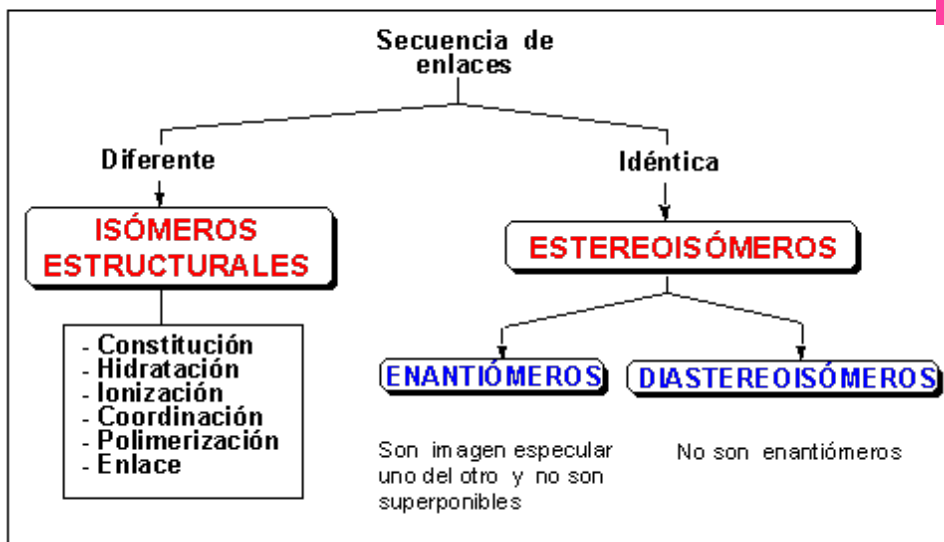 Secuencia de
enlaces
Diferente
Idéntica
ISÓMEROS
ESTRUCTURALES
ESTEREOISÓMEROS
- Constitución
- Hidratación
- Ionización
- Coordinación
- Polimerización
- Enlace
ENANTIÓMEROS
DIASTEREOISÓMEROS
Son imagen especular
uno del otro y no son
superponibles
No son enantiómeros